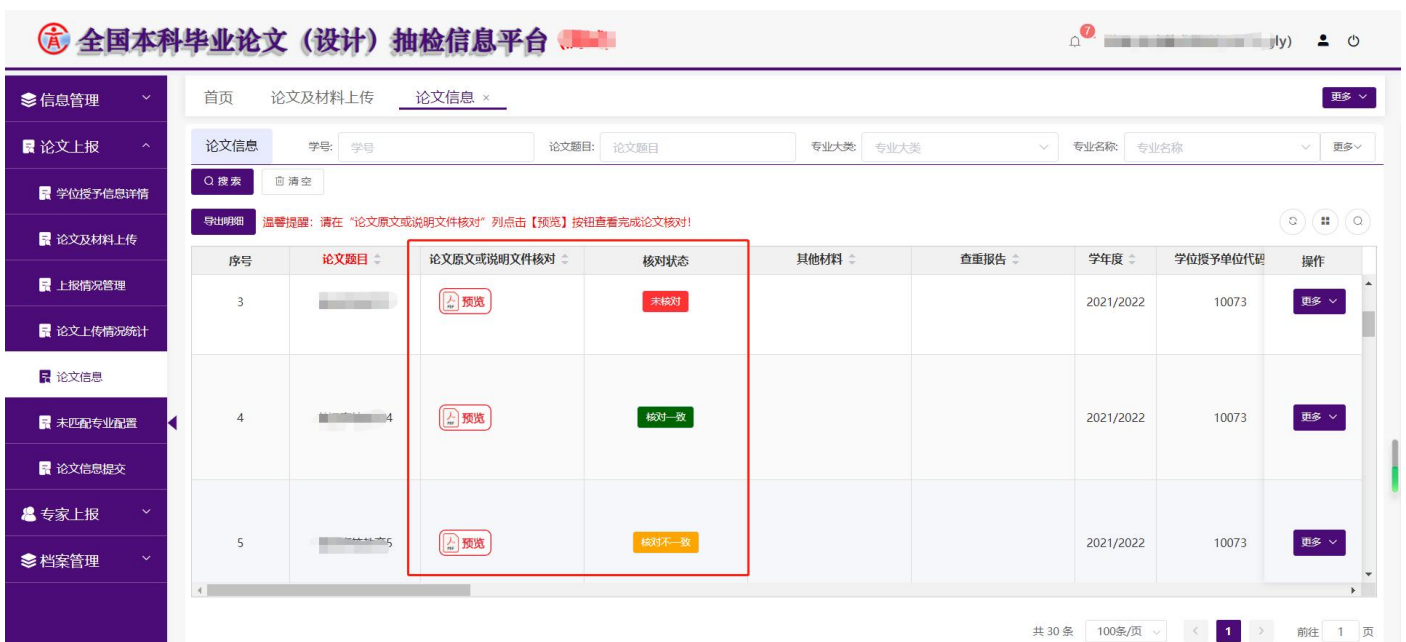 全国本科毕业论文（设计）抽检信息平台
7
gly)
信息管理
论文上报
学位授予信息详情
论文及材料上传
上报情况管理
论文上传情况统计
论文信息
未匹配专业配置
论文信息提交
专家上报
档案管理
首页 论文及材料上传 论文信息 × 更多
论文信息 学号: 学号 论文题目: 论文题目 专业大类: 专业大类 专业名称: 专业名称 更多
搜索 清空
导出明细 温馨提醒：请在“论文原文或说明文件核对”列点击【预览】按钮查看完成论文核对!
序号 论文题目 论文原文或说明文件核对 核对状态 其他材料 查重报告 学年度 学位授予单位代码 操作
3 预览 未核对 2021/2022 10073 更多
4 4 预览 核对一致 2021/2022 10073 更多
5 5 预览 核对不一致 2021/2022 10073 更多
共 30 条 100条/页 1 前往 1 页